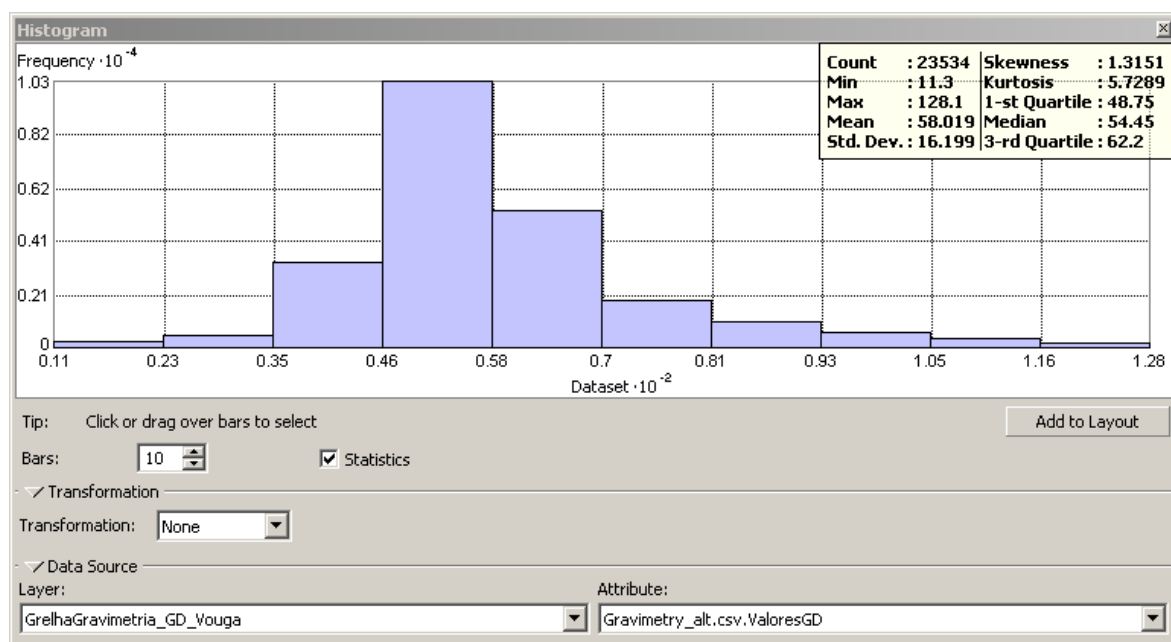 Histogram
Frequency · 10 -4
Count : 23534 Skewness : 1.3151
Min : 11.3 Kurtosis : 5.7289
Max : 128.1 1-st Quartile : 48.75
Mean : 58.019 Median : 54.45
Std. Dev. : 16.199 3-rd Quartile : 62.2
1.03
0.82
0.62
0.41
0.21
0
0.11 0.23 0.35 0.46 0.58 0.7 0.81 0.93 1.05 1.16 1.28
Dataset · 10 -2
Tip: Click or drag over bars to select Add to Layout
Bars: 10 Statistics
Transformation
Transformation: None
Data Source
Layer: Attribute:
GrelhaGravimetria_GD_Vouga Gravimetry_alt.csv.ValoresGD